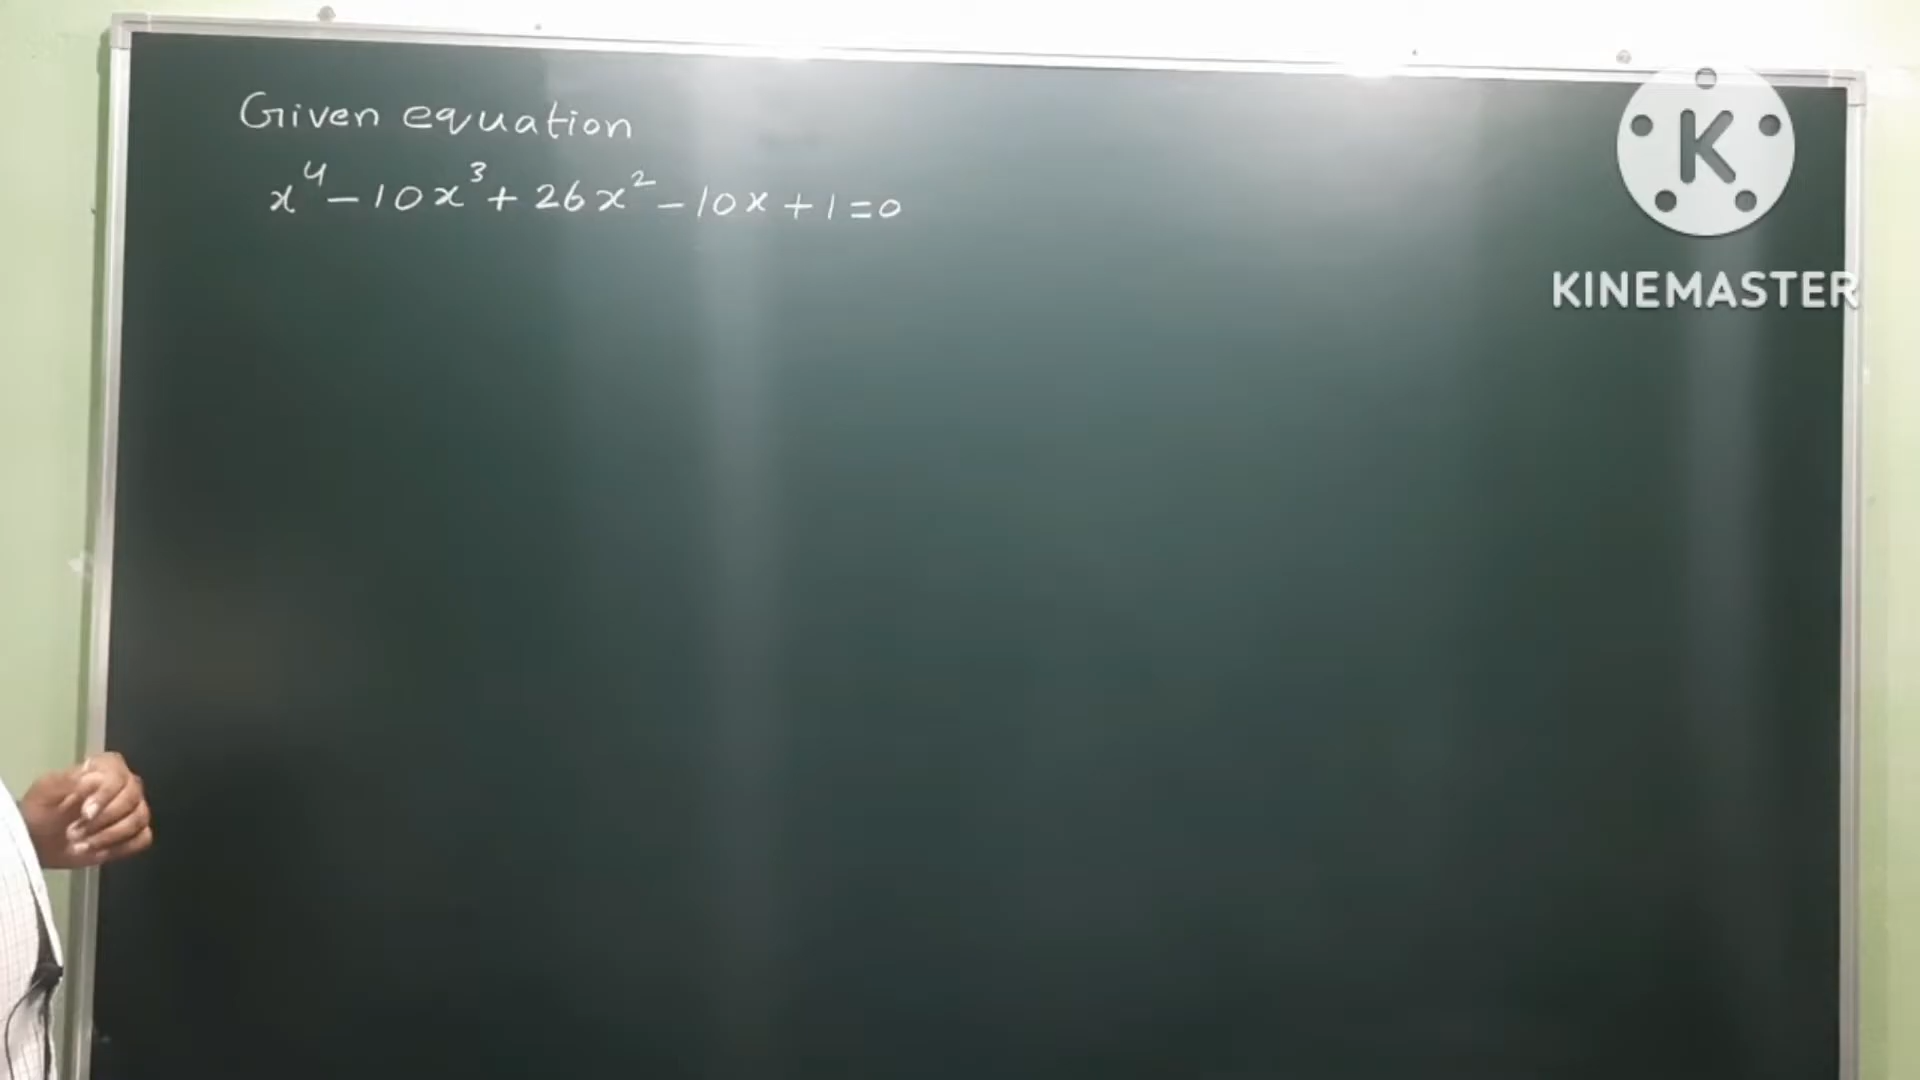 Given equation
x⁴ - 10x³ + 26x² - 10x + 1 = 0
K
KINEMASTER